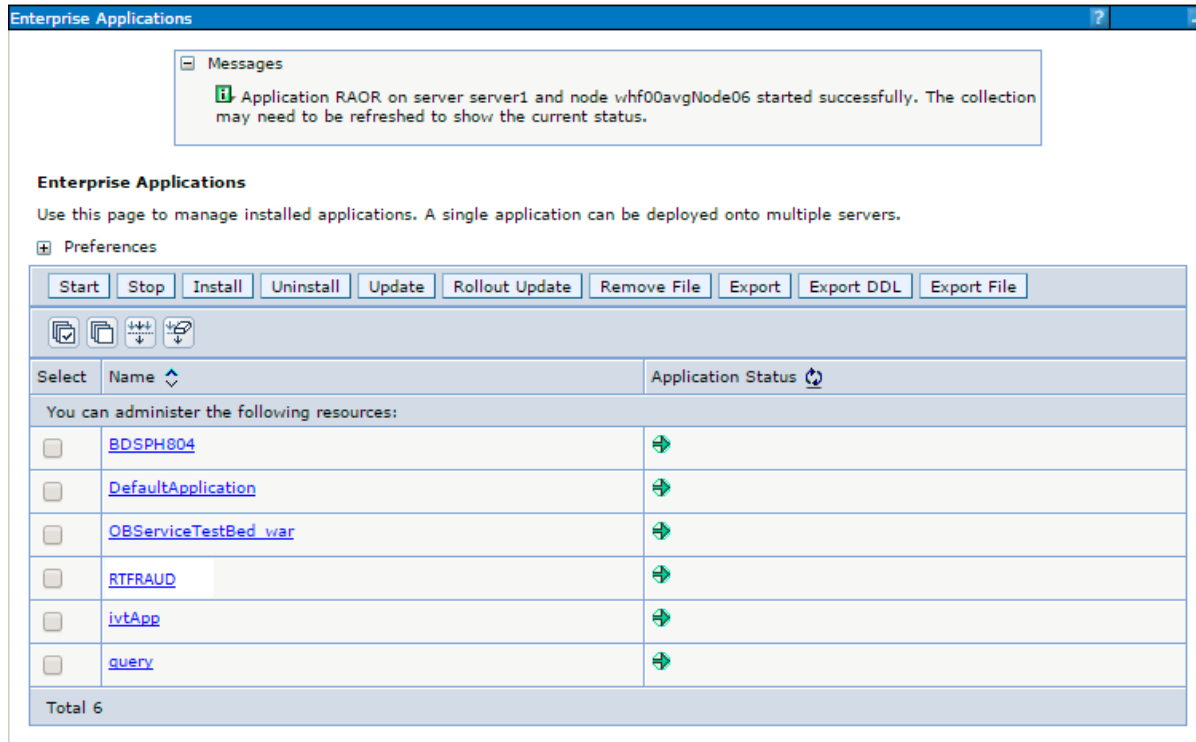 Enterprise Applications ?
Messages
Application RAOR on server server1 and node whf00avgNode06 started successfully. The collection
may need to be refreshed to show the current status.
Enterprise Applications
Use this page to manage installed applications. A single application can be deployed onto multiple servers.
Preferences
Start Stop Install Uninstall Update Rollout Update Remove File Export Export DDL Export File
Select Name Application Status
You can administer the following resources:
BDSPH804
DefaultApplication
OBServiceTestBed_war
RTFRAUD
ivtApp
query
Total 6